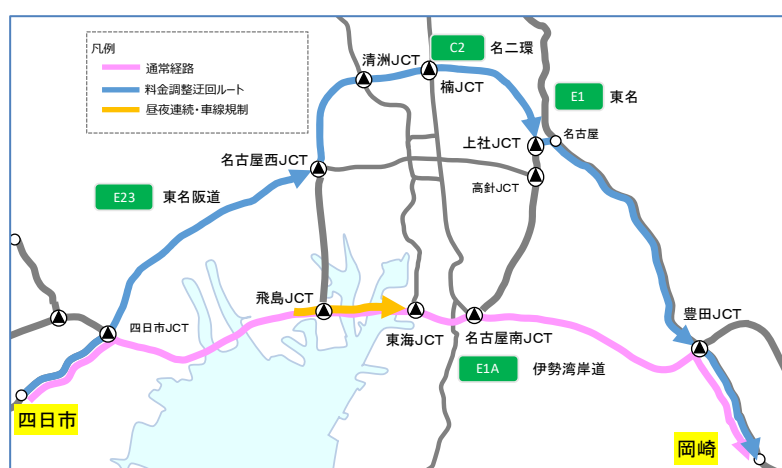 凡例
通常経路
料金調整迂回ルート
昼夜連続・車線規制
C2 名二環
清洲JCT
楠JCT
E1 東名
上社JCT
名古屋
名古屋西JCT
高針JCT
E23 東名阪道
飛島JCT
四日市JCT
東海JCT
名古屋南JCT
豊田JCT
E1A 伊勢湾岸道
四日市
岡崎